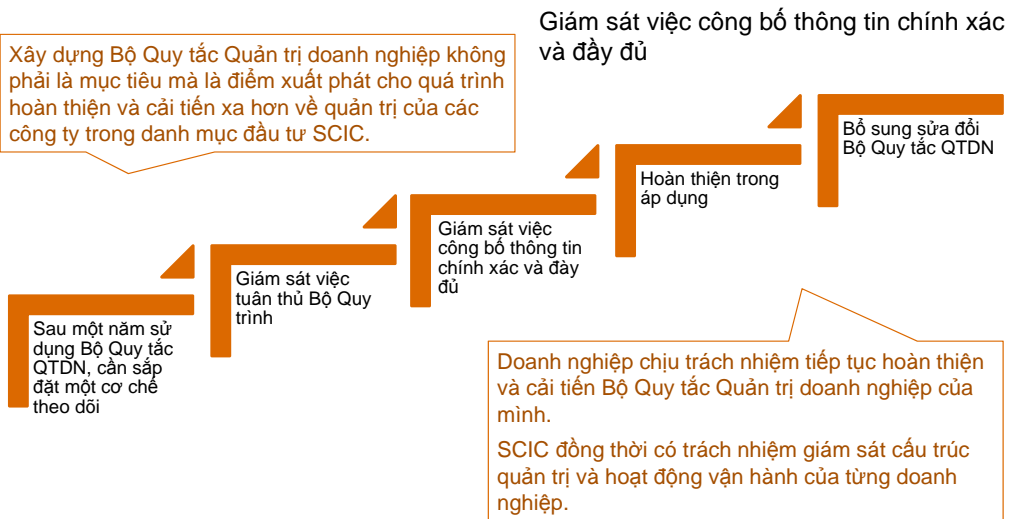 Giám sát việc công bố thông tin chính xác
và đầy đủ
Xây dựng Bộ Quy tắc Quản trị doanh nghiệp không
phải là mục tiêu mà là điểm xuất phát cho quá trình
hoàn thiện và cải tiến xa hơn về quản trị của các
công ty trong danh mục đầu tư SCIC.
Sau một năm sử
dụng Bộ Quy tắc
QTDN, cần sắp
đặt một cơ chế
theo dõi
Giám sát việc
tuân thủ Bộ Quy
trình
Giám sát việc
công bố thông tin
chính xác và đày
đủ
Hoàn thiện trong
áp dụng
Bổ sung sửa đổi
Bộ Quy tắc QTDN
Doanh nghiệp chịu trách nhiệm tiếp tục hoàn thiện
và cải tiến Bộ Quy tắc Quản trị doanh nghiệp của
mình.
SCIC đồng thời có trách nhiệm giám sát cấu trúc
quản trị và hoạt động vận hành của từng doanh
nghiệp.